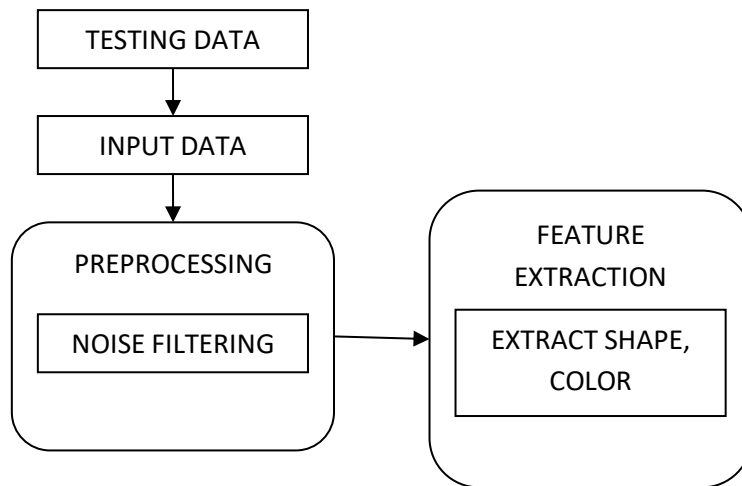 TESTING DATA
INPUT DATA
PREPROCESSING
NOISE FILTERING
FEATURE
EXTRACTION
EXTRACT SHAPE,
COLOR